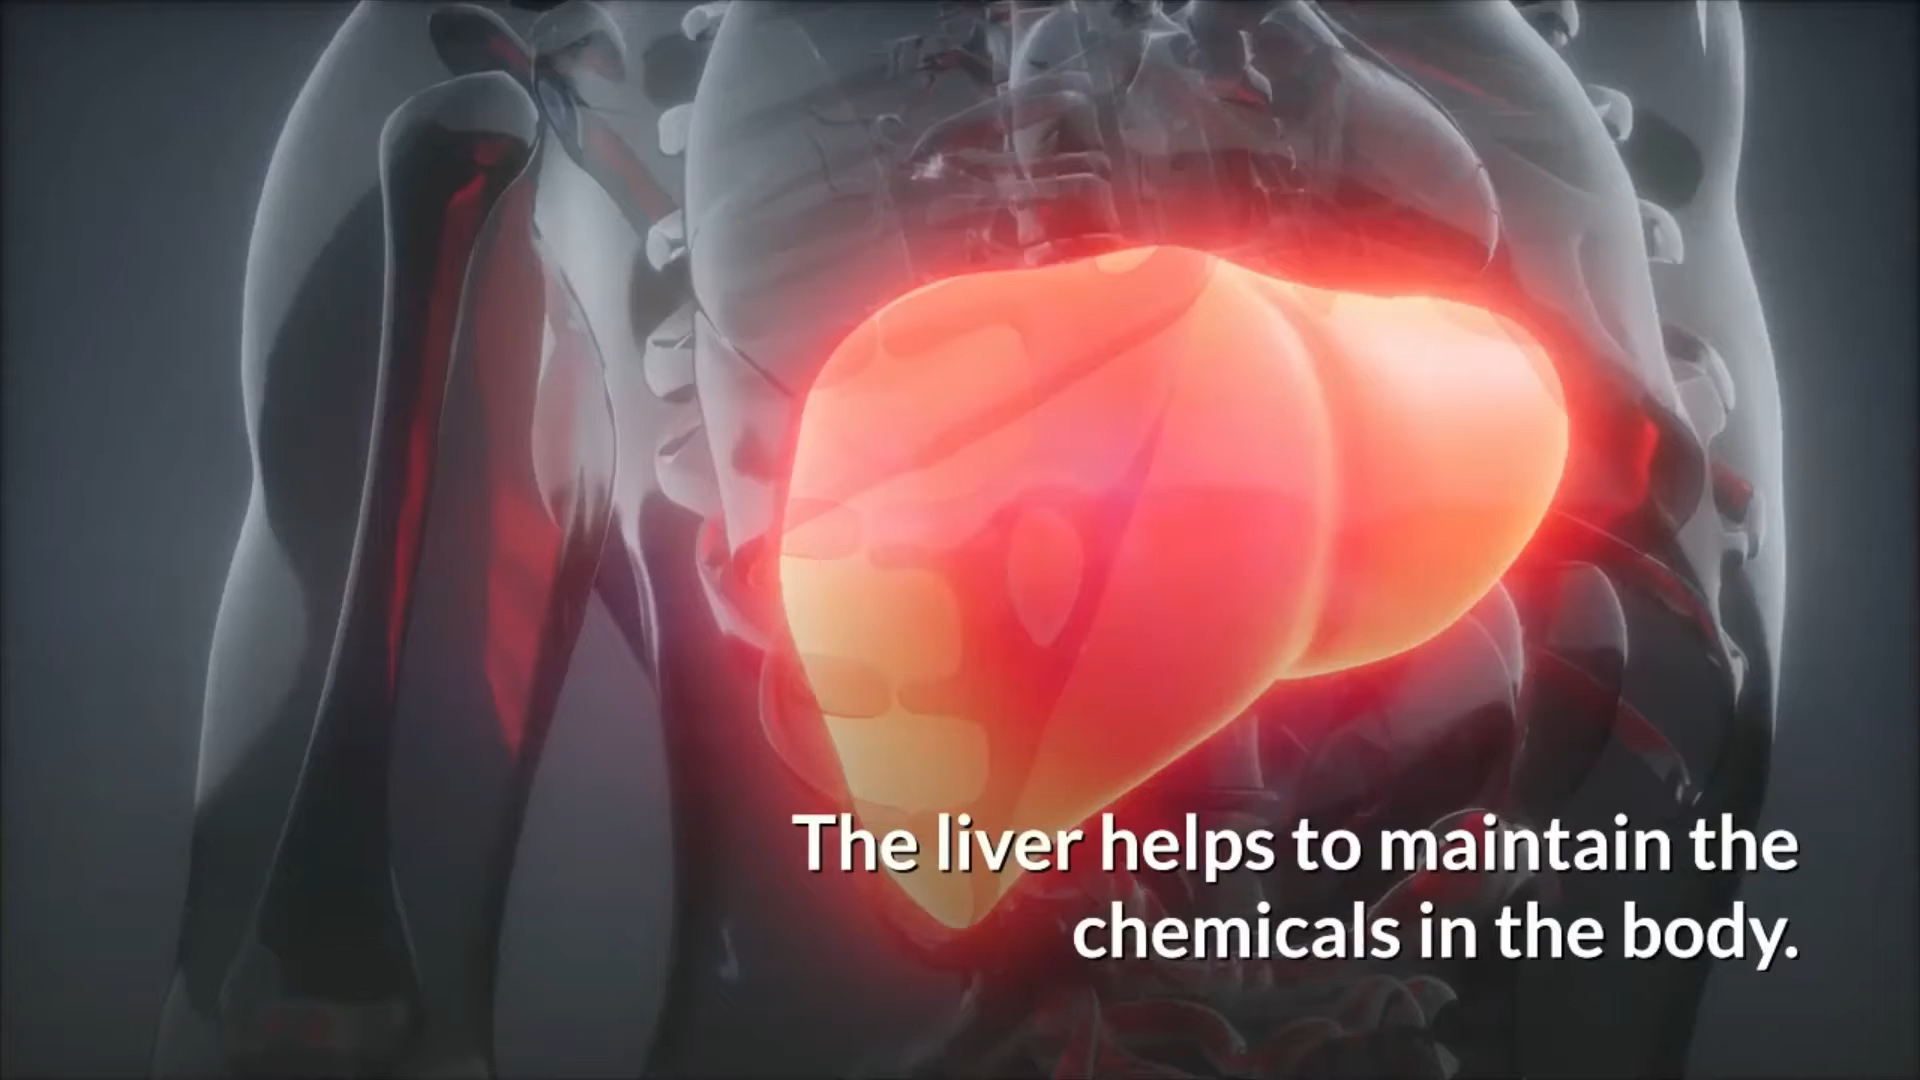 The liver helps to maintain the
chemicals in the body.